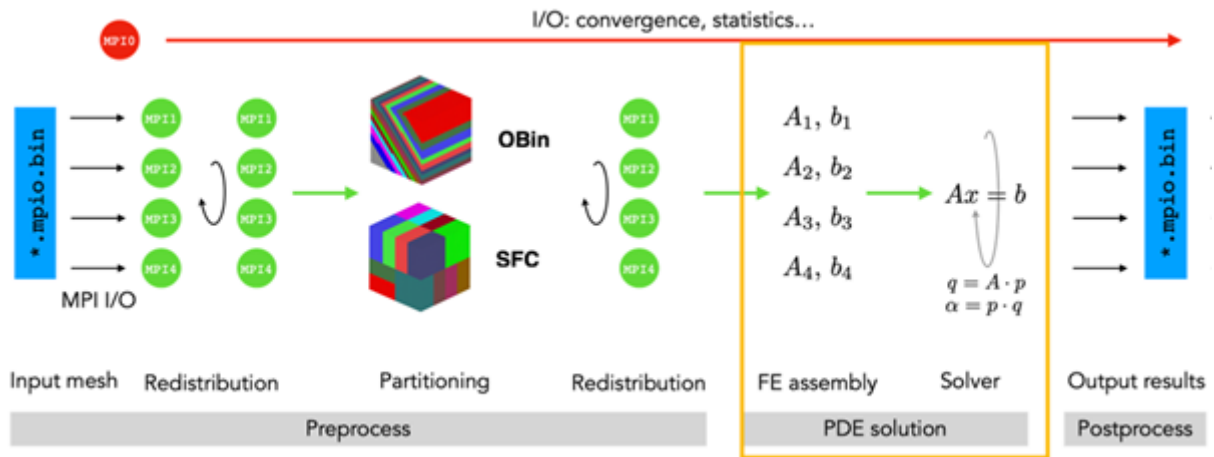 I/O: convergence, statistics…
MPI0
*.mpio.bin
MPI I/O
MPI1
MPI2
MPI3
MPI4
MPI1
MPI2
MPI3
MPI4
OBin
SFC
MPI1
MPI2
MPI3
MPI4
A₁, b₁
A₂, b₂
A₃, b₃
A₄, b₄
Ax = b
q = A · p
α = p · q
*.mpio.bin
Input mesh
Redistribution
Partitioning
Redistribution
FE assembly
Solver
Output results
Preprocess
PDE solution
Postprocess